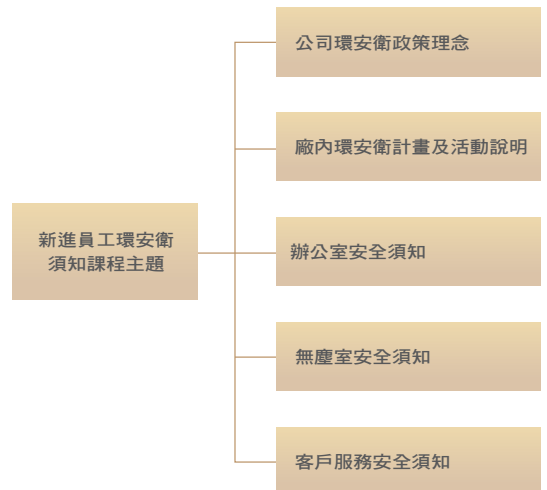 新進員工環安衛
須知課程主題
公司環安衛政策理念
廠內環安衛計畫及活動說明
辦公室安全須知
無塵室安全須知
客戶服務安全須知